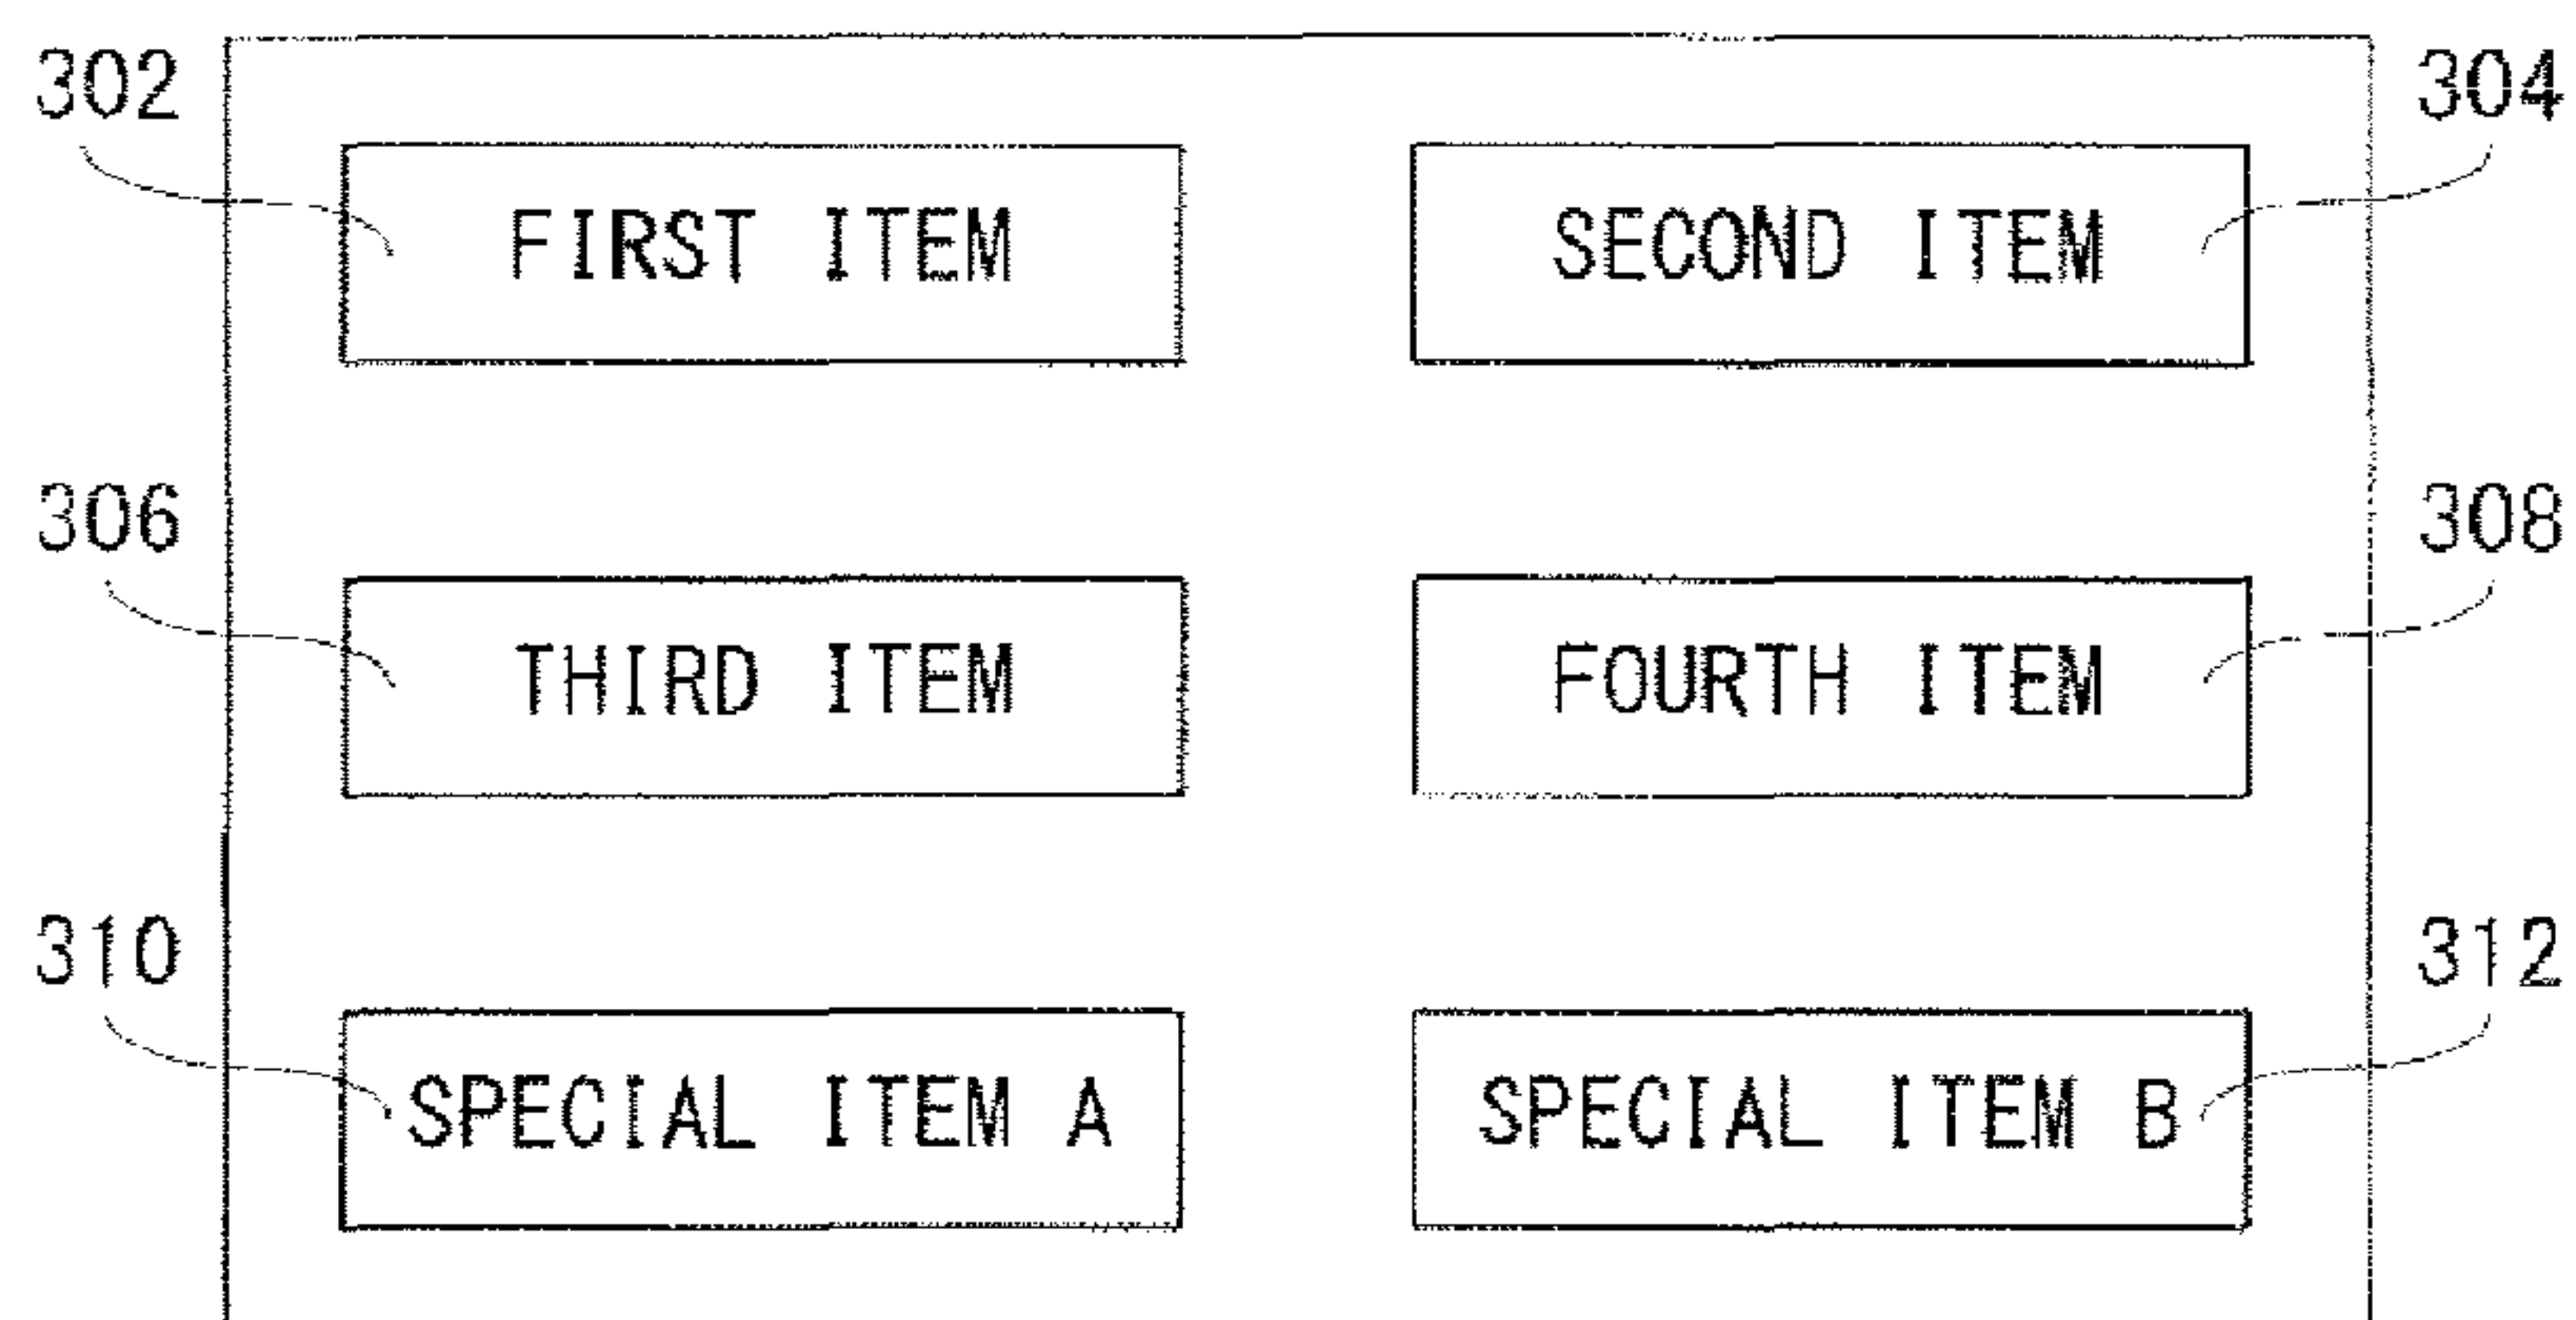 302 304
FIRST ITEM SECOND ITEM
306 308
THIRD ITEM FOURTH ITEM
310 312
SPECIAL ITEM A SPECIAL ITEM B